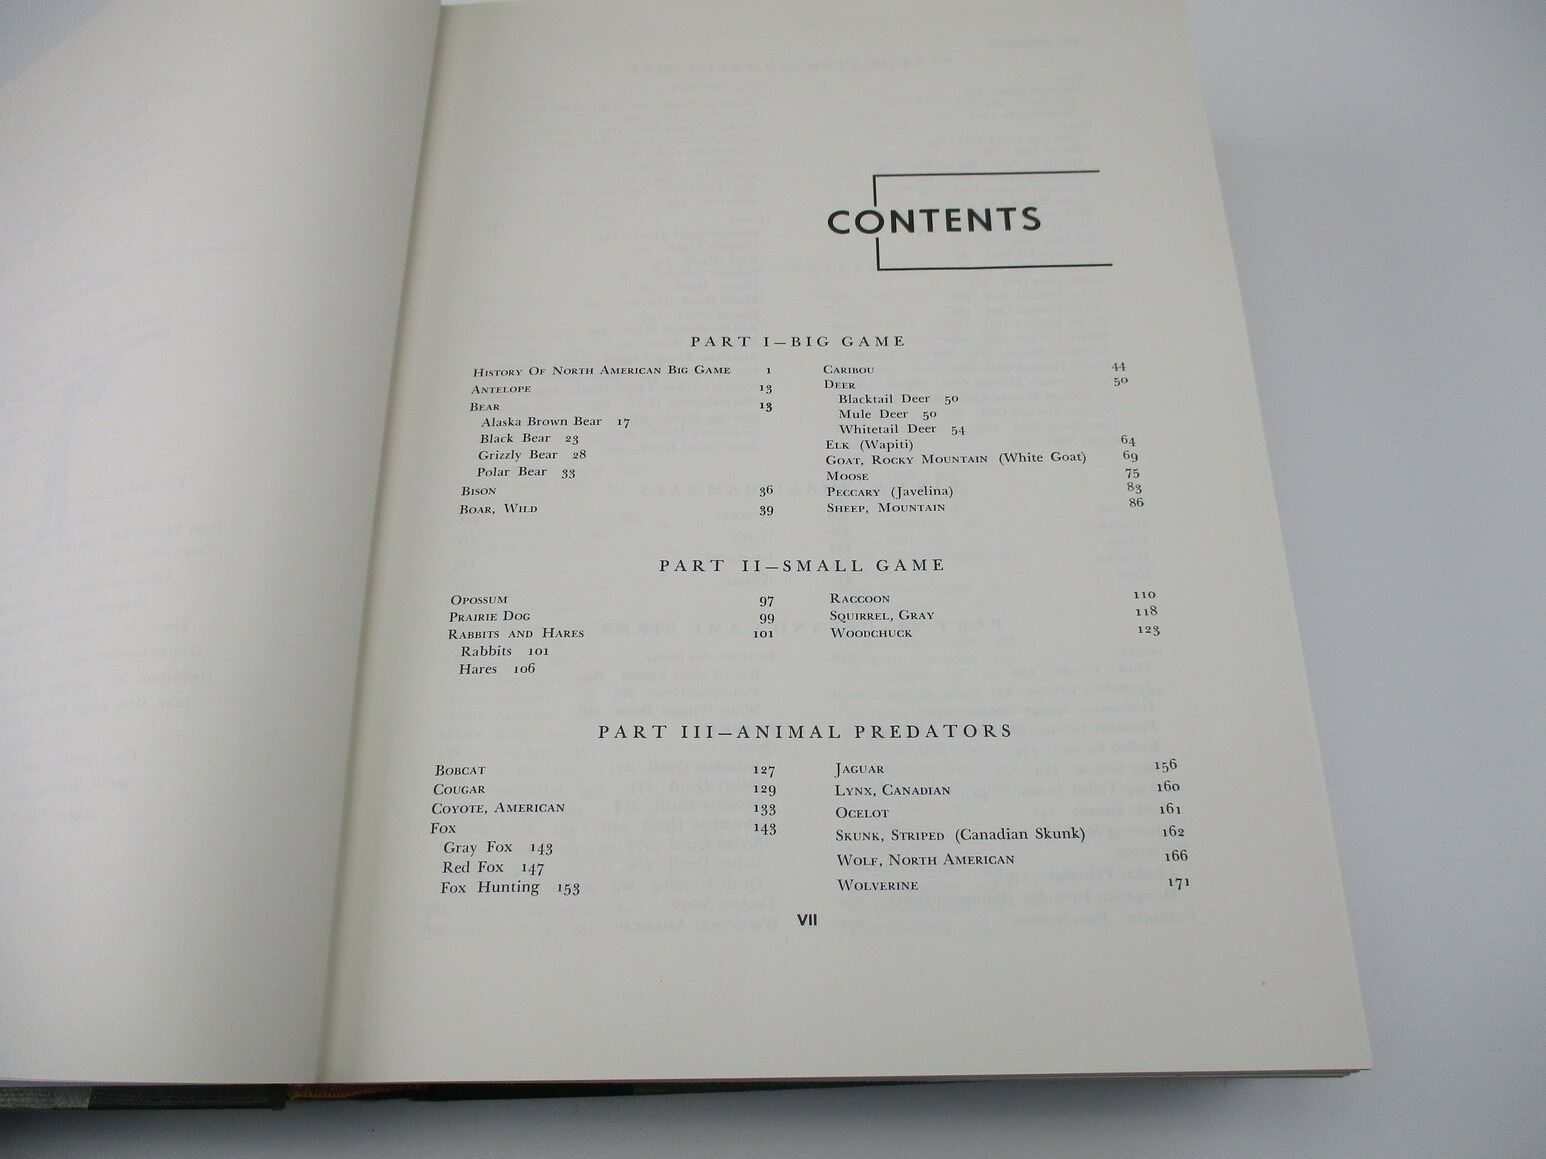 CONTENTS
PART I—BIG GAME
History Of North American Big Game 1
Antelope 13
Bear 13
Alaska Brown Bear 17
Black Bear 23
Grizzly Bear 28
Polar Bear 33
Bison 36
Boar, Wild 39
Caribou 44
Deer 50
Blacktail Deer 50
Mule Deer 50
Whitetail Deer 54
Elk (Wapiti) 64
Goat, Rocky Mountain (White Goat) 69
Moose 75
Peccary (Javelina) 83
Sheep, Mountain 86
PART II—SMALL GAME
Opossum 97
Prairie Dog 99
Rabbits and Hares 101
Rabbits 101
Hares 106
Raccoon 110
Squirrel, Gray 118
Woodchuck 123
PART III—ANIMAL PREDATORS
Bobcat 127
Cougar 129
Coyote, American 133
Fox 143
Gray Fox 143
Red Fox 147
Fox Hunting 153
Jaguar 156
Lynx, Canadian 160
Ocelot 161
Skunk, Striped (Canadian Skunk) 162
Wolf, North American 166
Wolverine 171
VII